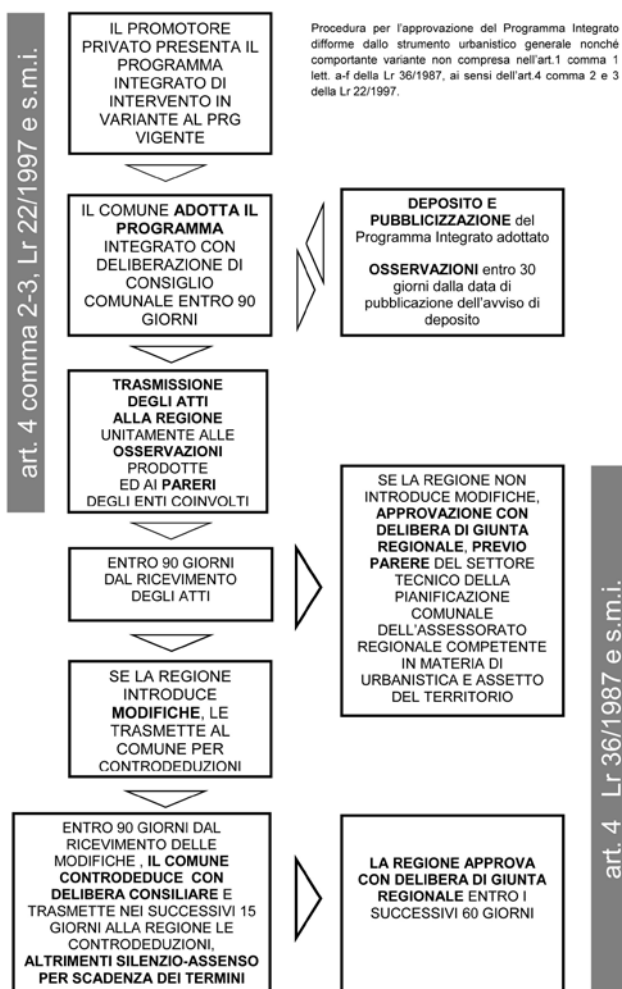 IL PROMOTORE
PRIVATO PRESENTA IL
PROGRAMMA
INTEGRATO DI
INTERVENTO IN
VARIANTE AL PRG
VIGENTE
Procedura per l'approvazione del Programma Integrato
difforme dallo strumento urbanistico generale nonché
comportante variante non compresa nell'art.1 comma 1
lett. a-f della Lr 36/1987, ai sensi dell'art.4 comma 2 e 3
della Lr 22/1997.
art. 4 comma 2-3, Lr 22/1997 e s.m.i.
IL COMUNE ADOTTA IL
PROGRAMMA
INTEGRATO CON
DELIBERAZIONE DI
CONSIGLIO
COMUNALE ENTRO 90
GIORNI
DEPOSITO E
PUBBLICIZZAZIONE del
Programma Integrato adottato
OSSERVAZIONI entro 30
giorni dalla data di
pubblicazione dell'avviso di
deposito
TRASMISSIONE
DEGLI ATTI
ALLA REGIONE
UNITAMENTE ALLE
OSSERVAZIONI
PRODOTTE
ED AI PARERI
DEGLI ENTI COINVOLTI
ENTRO 90 GIORNI
DAL RICEVIMENTO
DEGLI ATTI
SE LA REGIONE NON
INTRODUCE MODIFICHE,
APPROVAZIONE CON
DELIBERA DI GIUNTA
REGIONALE, PREVIO
PARERE DEL SETTORE
TECNICO DELLA
PIANIFICAZIONE
COMUNALE
DELL'ASSESSORATO
REGIONALE COMPETENTE
IN MATERIA DI
URBANISTICA E ASSETTO
DEL TERRITORIO
art. 4 Lr 36/1987 e s.m.i.
SE LA REGIONE
INTRODUCE
MODIFICHE, LE
TRASMETTE AL
COMUNE PER
CONTRODEDUZIONI
ENTRO 90 GIORNI DAL
RICEVIMENTO DELLE
MODIFICHE , IL COMUNE
CONTRODEDUCE CON
DELIBERA CONSILIARE E
TRASMETTE NEI SUCCESSIVI 15
GIORNI ALLA REGIONE LE
CONTRODEDUZIONI,
ALTRIMENTI SILENZIO-ASSENSO
PER SCADENZA DEI TERMINI
LA REGIONE APPROVA
CON DELIBERA DI GIUNTA
REGIONALE ENTRO I
SUCCESSIVI 60 GIORNI